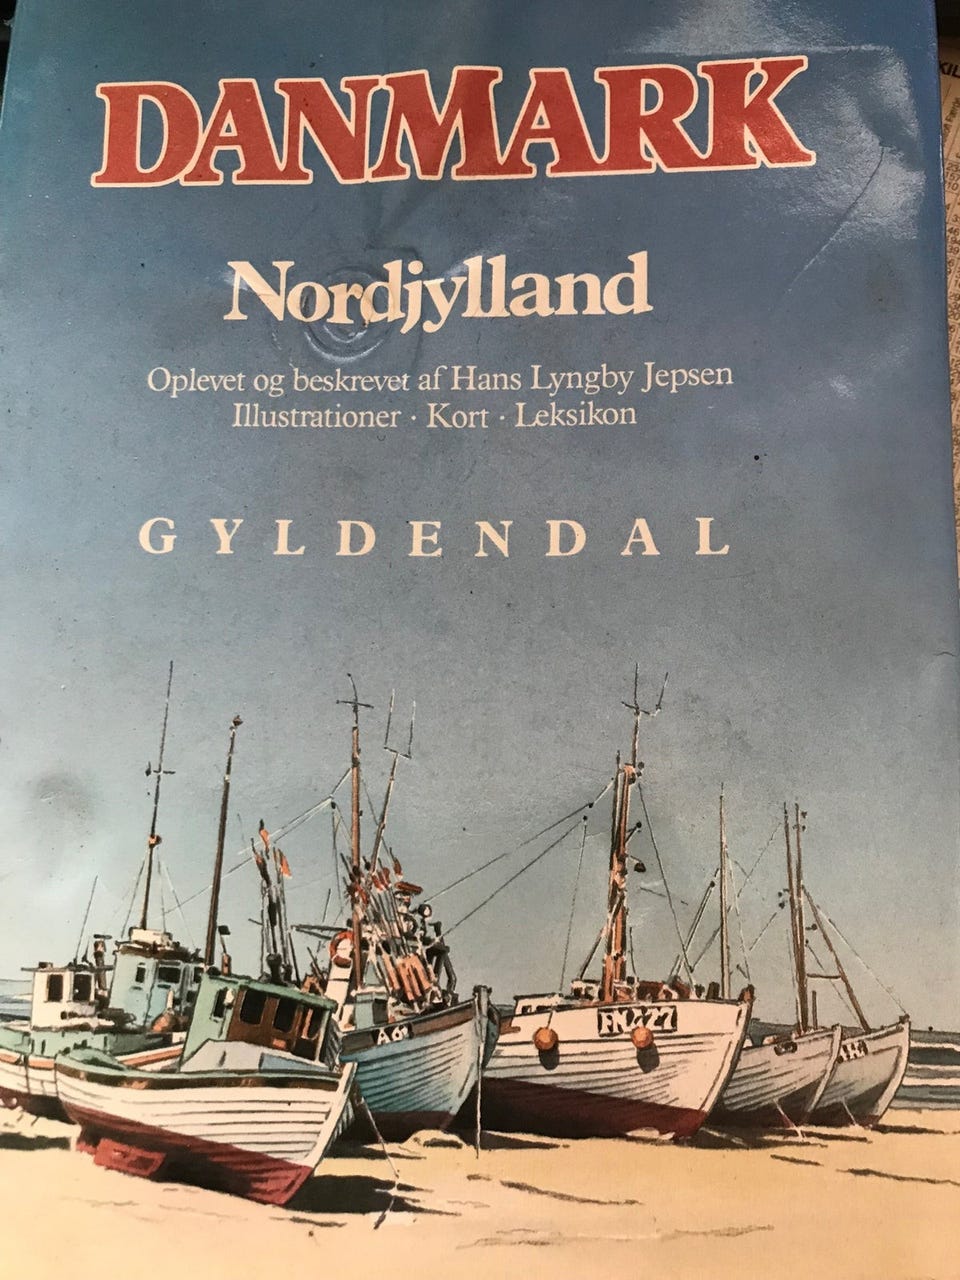 DANMARK
Nordjylland
Oplevet og beskrevet af Hans Lyngby Jepsen
Illustrationer · Kort · Leksikon
GYLDENDAL